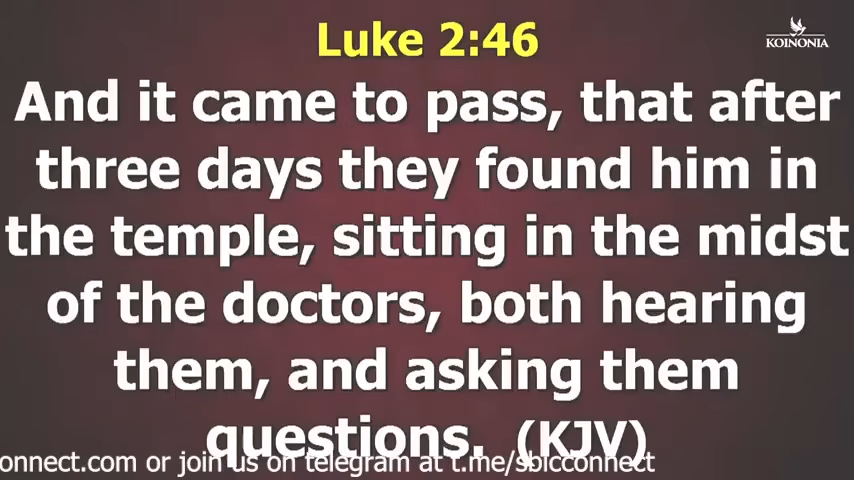 Luke 2:46
KOINONIA
And it came to pass, that after
three days they found him in
the temple, sitting in the midst
of the doctors, both hearing
them, and asking them
questions. (KJV)
onnect.com or join us on telegram at t.me/sbicconnect